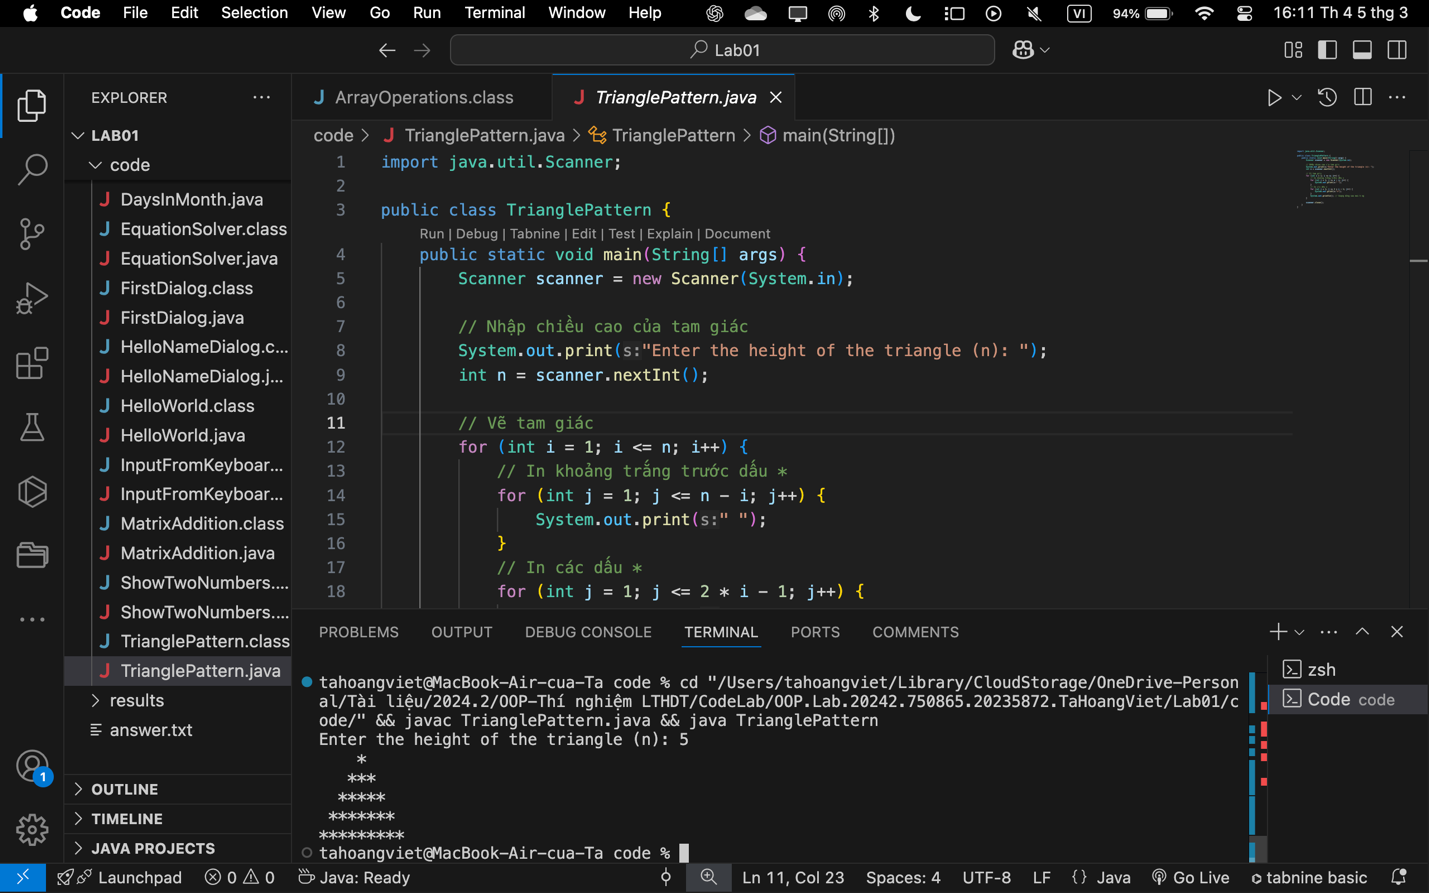 Code File Edit Selection View Go Run Terminal Window Help VI 94% 16:11 Th 4 5 thg 3
Lab01
EXPLORER
LAB01
code
DaysInMonth.java
EquationSolver.class
EquationSolver.java
FirstDialog.class
FirstDialog.java
HelloNameDialog.c...
HelloNameDialog.j...
HelloWorld.class
HelloWorld.java
InputFromKeyboar...
InputFromKeyboar...
MatrixAddition.class
MatrixAddition.java
ShowTwoNumbers....
ShowTwoNumbers....
TrianglePattern.class
TrianglePattern.java
results
answer.txt
OUTLINE
TIMELINE
JAVA PROJECTS
1
ArrayOperations.class TrianglePattern.java
code > TrianglePattern.java > TrianglePattern > main(String[])
1 import java.util.Scanner;
2
3 public class TrianglePattern {
Run | Debug | Tabnine | Edit | Test | Explain | Document
4 public static void main(String[] args) {
5 Scanner scanner = new Scanner(System.in);
6
7 // Nhập chiều cao của tam giác
8 System.out.print(s:"Enter the height of the triangle (n): ");
9 int n = scanner.nextInt();
10
11 // Vẽ tam giác
12 for (int i = 1; i <= n; i++) {
13 // In khoảng trắng trước dấu *
14 for (int j = 1; j <= n - i; j++) {
15 System.out.print(s:" ");
16 }
17 // In các dấu *
18 for (int j = 1; j <= 2 * i - 1; j++) {
PROBLEMS OUTPUT DEBUG CONSOLE TERMINAL PORTS COMMENTS
tahoangviet@MacBook-Air-cua-Ta code % cd "/Users/tahoangviet/Library/CloudStorage/OneDrive-Person
al/Tài liệu/2024.2/OOP-Thí nghiệm LTHDT/CodeLab/OOP.Lab.20242.750865.20235872.TaHoangViet/Lab01/c
ode/" && javac TrianglePattern.java && java TrianglePattern
Enter the height of the triangle (n): 5
*
***
*****
*******
*********
tahoangviet@MacBook-Air-cua-Ta code %
zsh
Code code
Launchpad 0 0 Java: Ready Ln 11, Col 23 Spaces: 4 UTF-8 LF {} Java Go Live tabnine basic